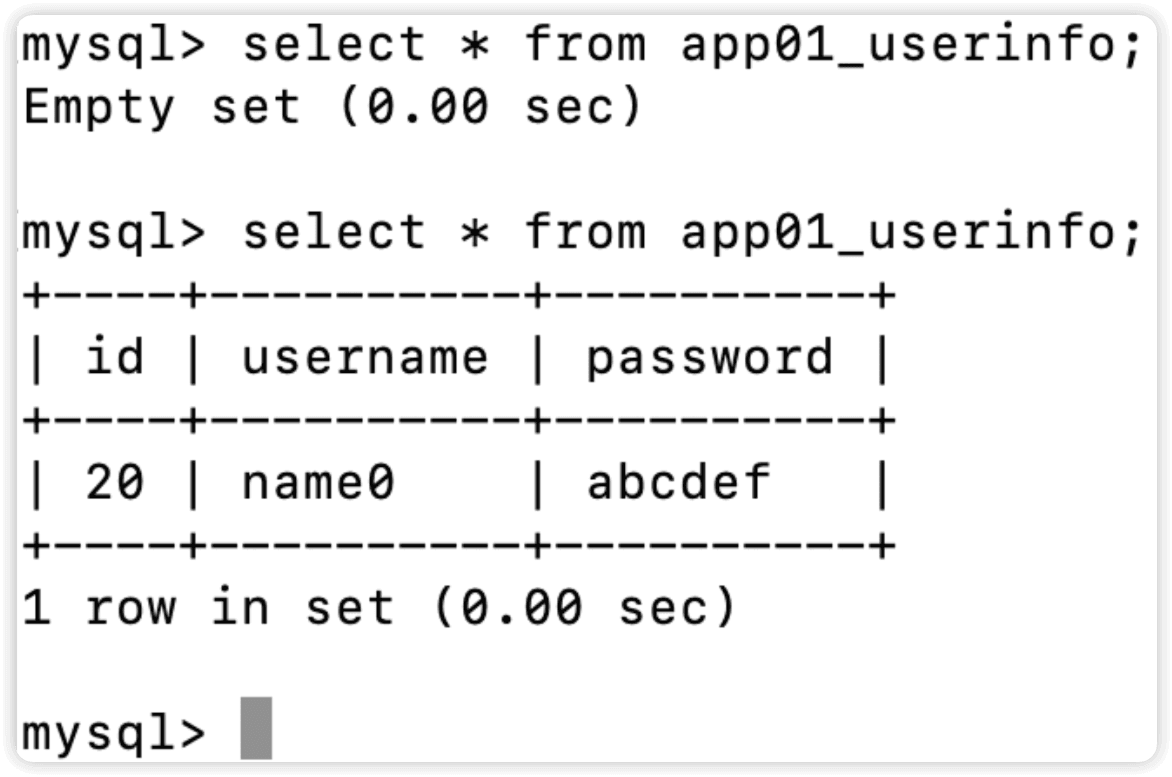 mysql> select * from app01_userinfo;
Empty set (0.00 sec)
mysql> select * from app01_userinfo;
+----+----------+----------+
| id | username | password |
+----+----------+----------+
| 20 | name0    | abcdef   |
+----+----------+----------+
1 row in set (0.00 sec)
mysql>